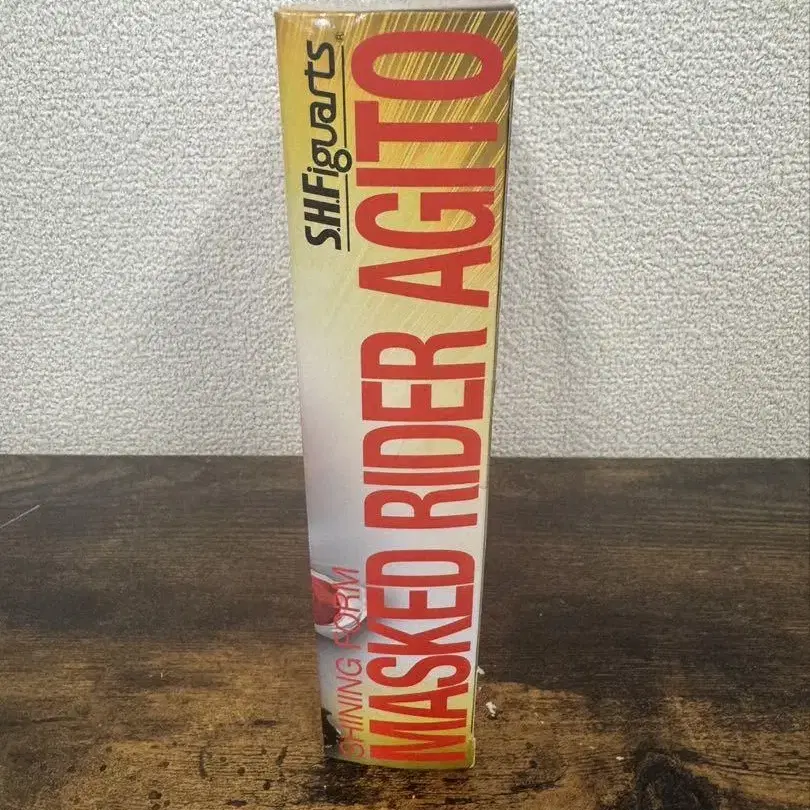 S.H.Figuarts®
SHINING FORM
MASKED RIDER AGITO